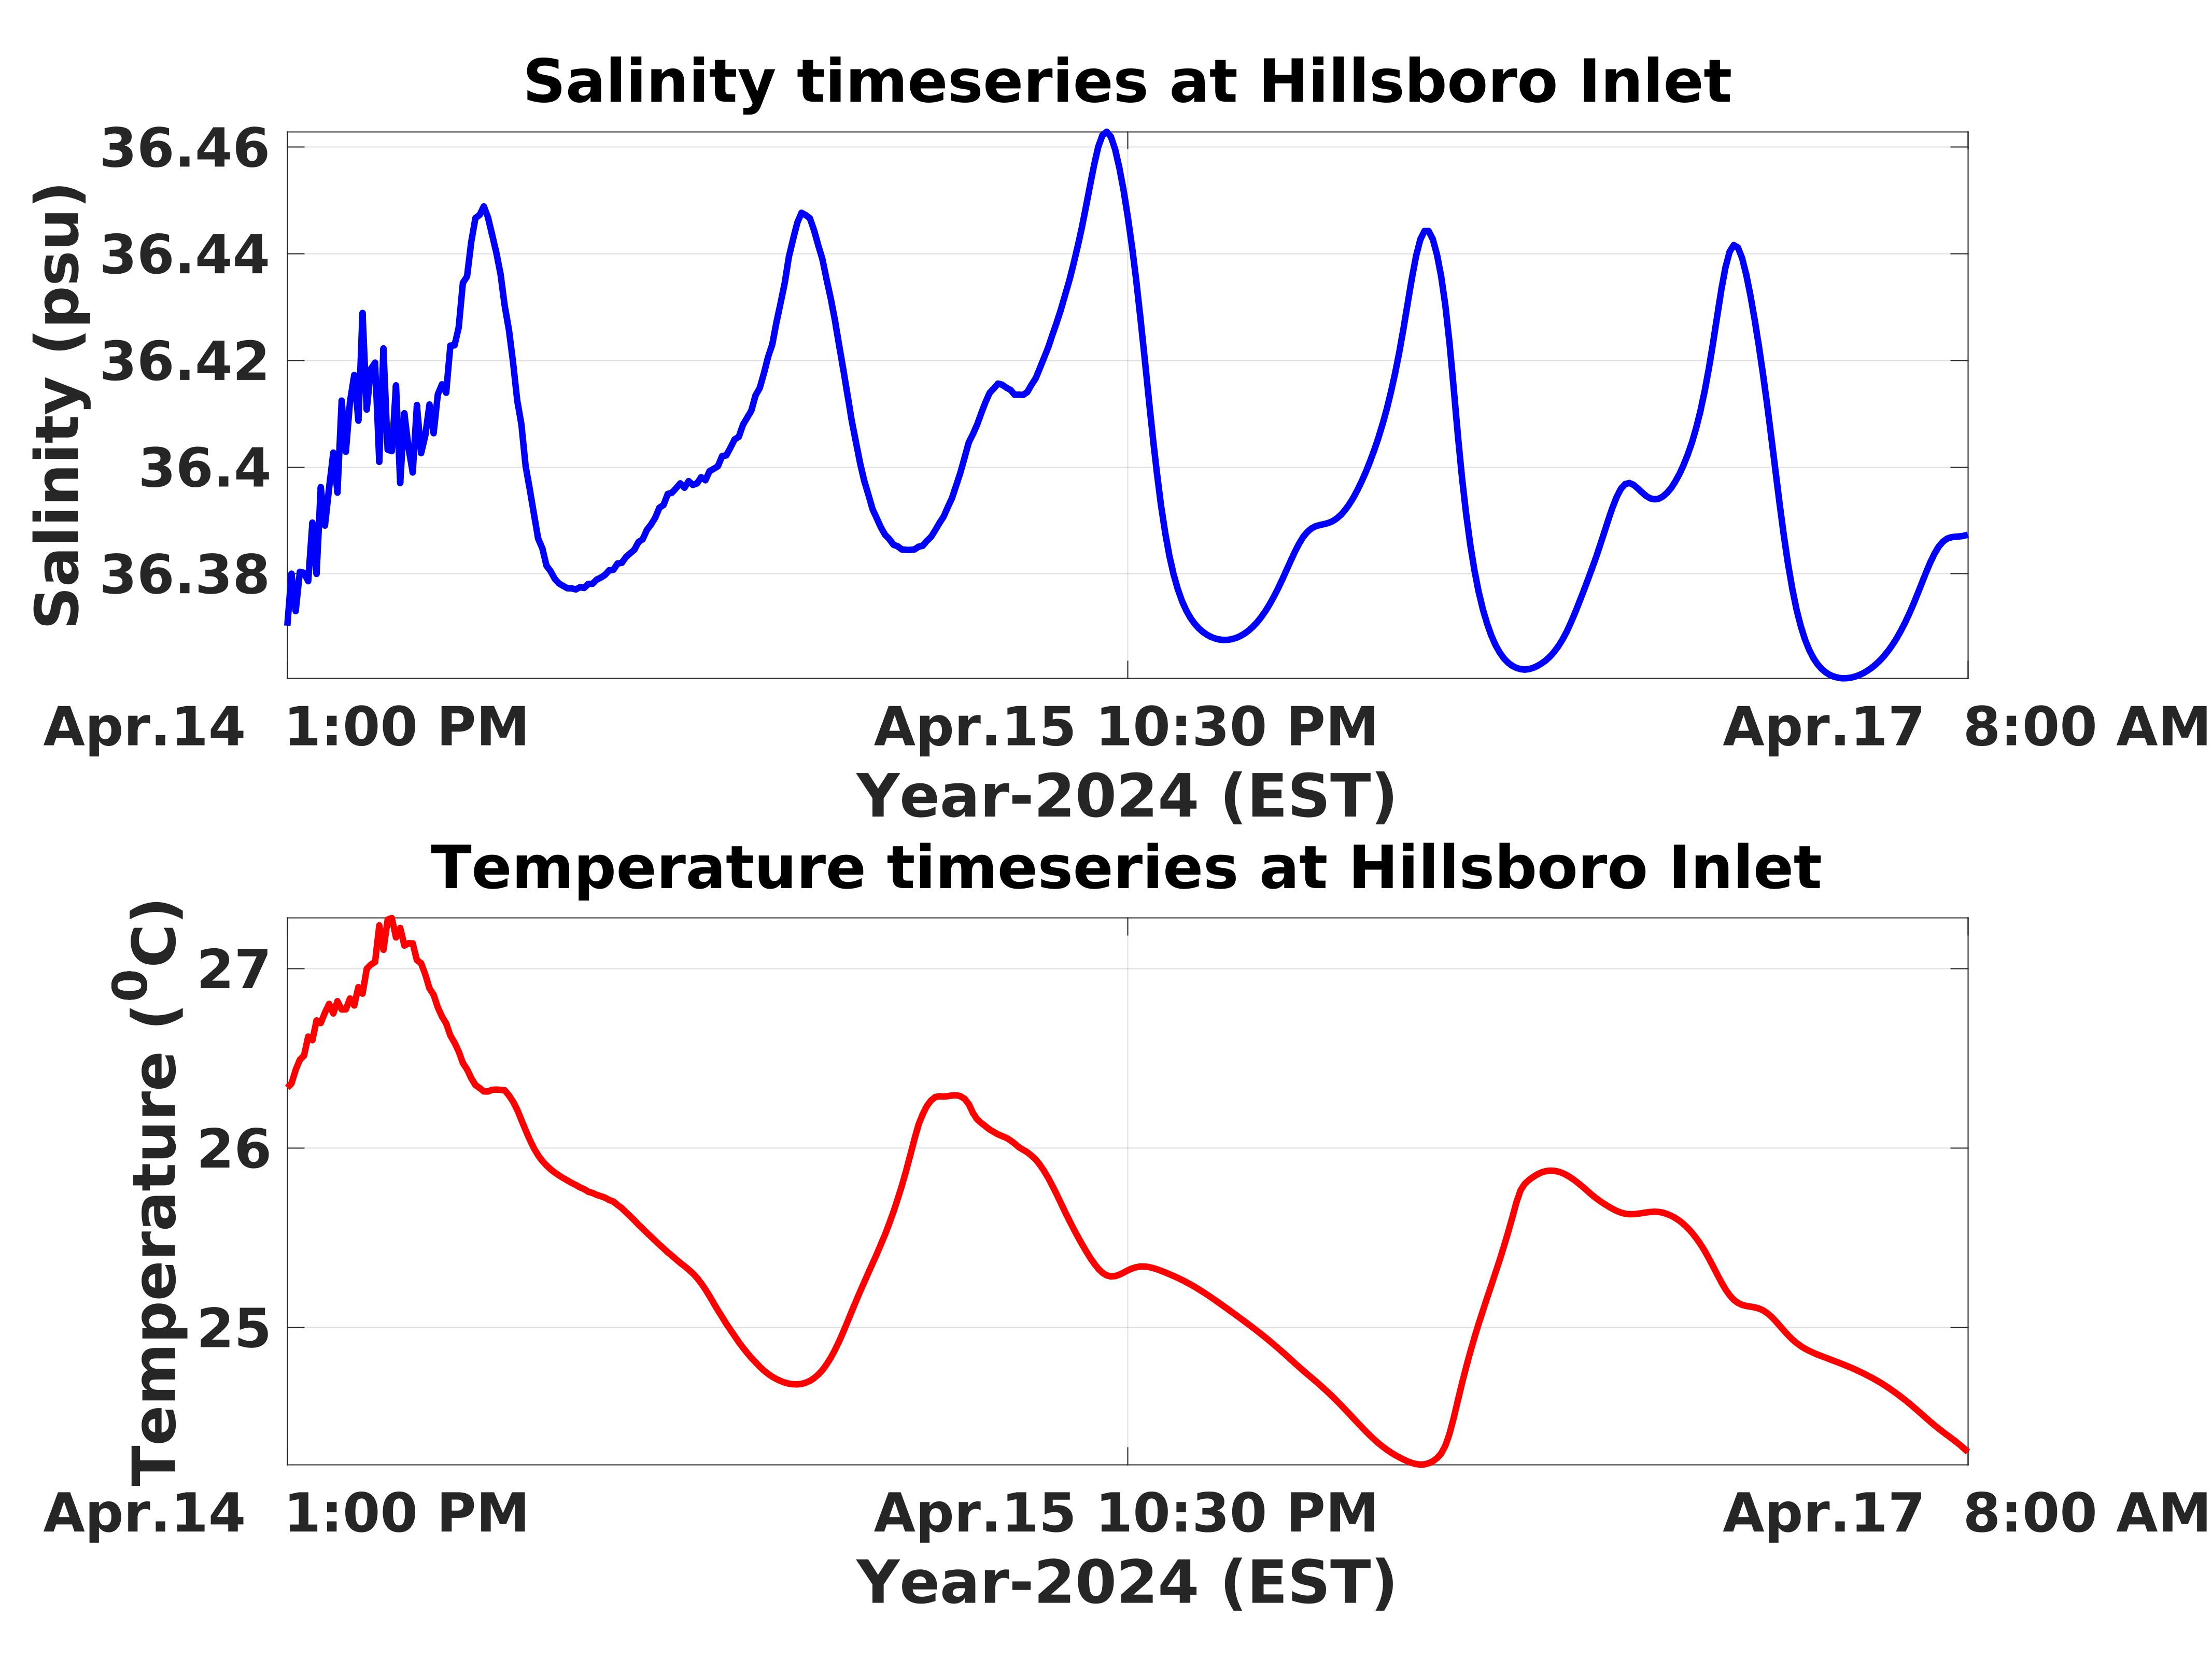 Salinity timeseries at Hillsboro Inlet
Salinity (psu)
36.46
36.44
36.42
36.4
36.38
Apr.14  1:00 PM
Apr.15 10:30 PM
Apr.17  8:00 AM
Year-2024 (EST)
Temperature timeseries at Hillsboro Inlet
Temperature (⁰C)
27
26
25
Apr.14  1:00 PM
Apr.15 10:30 PM
Apr.17  8:00 AM
Year-2024 (EST)